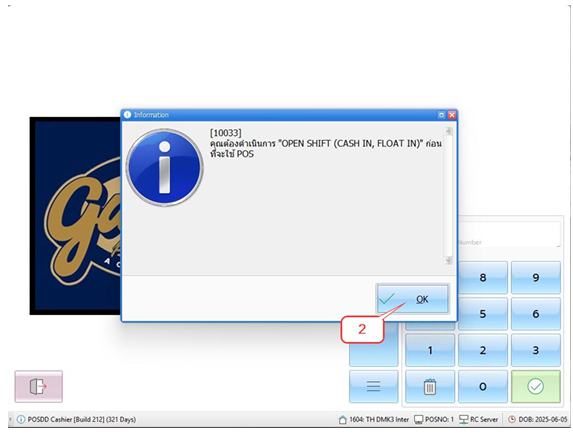 Information
[10033]
คุณต้องดำเนินการ "OPEN SHIFT (CASH IN, FLOAT IN)" ก่อน
ที่จะใช้ POS
OK
2
Number
8
9
5
6
1
2
3
0
POSDD Cashier [Build 212] (321 Days)
1604: TH DMK3 Inter
POSNO: 1
RC Server
DOB: 2025-06-05